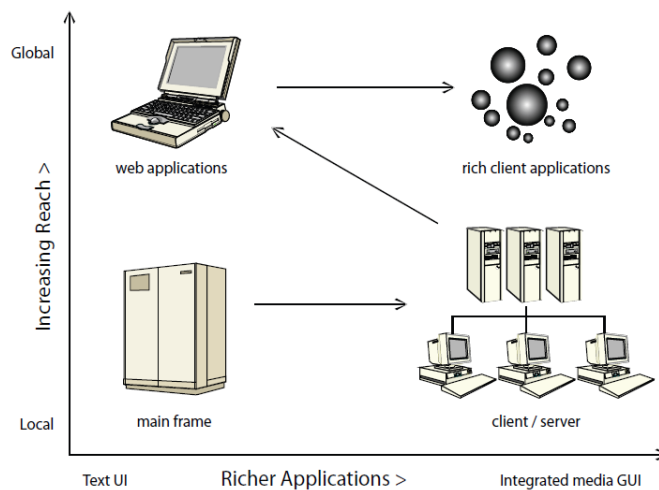 Global
web applications
rich client applications
Increasing Reach >
main frame
client / server
Local
Text UI
Richer Applications >
Integrated media GUI